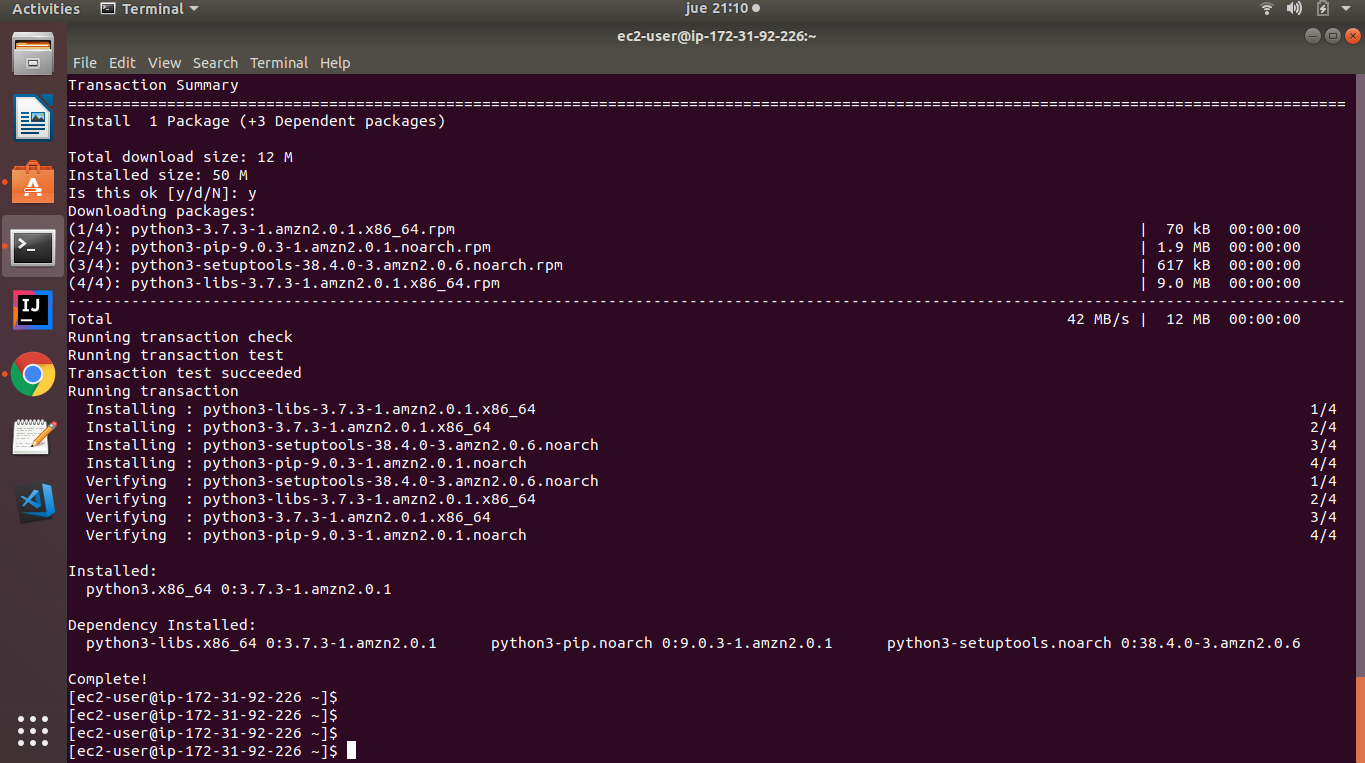 Activities Terminal jue 21:10
ec2-user@ip-172-31-92-226:~
File Edit View Search Terminal Help
Transaction Summary
================================================================================================================================================
Install  1 Package (+3 Dependent packages)
Total download size: 12 M
Installed size: 50 M
Is this ok [y/d/N]: y
Downloading packages:
(1/4): python3-3.7.3-1.amzn2.0.1.x86_64.rpm | 70 kB 00:00:00
(2/4): python3-pip-9.0.3-1.amzn2.0.1.noarch.rpm | 1.9 MB 00:00:00
(3/4): python3-setuptools-38.4.0-3.amzn2.0.6.noarch.rpm | 617 kB 00:00:00
(4/4): python3-libs-3.7.3-1.amzn2.0.1.x86_64.rpm | 9.0 MB 00:00:00
------------------------------------------------------------------------------------------------------------------------------------------------
Total 42 MB/s | 12 MB 00:00:00
Running transaction check
Running transaction test
Transaction test succeeded
Running transaction
Installing : python3-libs-3.7.3-1.amzn2.0.1.x86_64 1/4
Installing : python3-3.7.3-1.amzn2.0.1.x86_64 2/4
Installing : python3-setuptools-38.4.0-3.amzn2.0.6.noarch 3/4
Installing : python3-pip-9.0.3-1.amzn2.0.1.noarch 4/4
Verifying  : python3-setuptools-38.4.0-3.amzn2.0.6.noarch 1/4
Verifying  : python3-libs-3.7.3-1.amzn2.0.1.x86_64 2/4
Verifying  : python3-3.7.3-1.amzn2.0.1.x86_64 3/4
Verifying  : python3-pip-9.0.3-1.amzn2.0.1.noarch 4/4
Installed:
python3.x86_64 0:3.7.3-1.amzn2.0.1
Dependency Installed:
python3-libs.x86_64 0:3.7.3-1.amzn2.0.1 python3-pip.noarch 0:9.0.3-1.amzn2.0.1 python3-setuptools.noarch 0:38.4.0-3.amzn2.0.6
Complete!
[ec2-user@ip-172-31-92-226 ~]$
[ec2-user@ip-172-31-92-226 ~]$
[ec2-user@ip-172-31-92-226 ~]$
[ec2-user@ip-172-31-92-226 ~]$
IJ